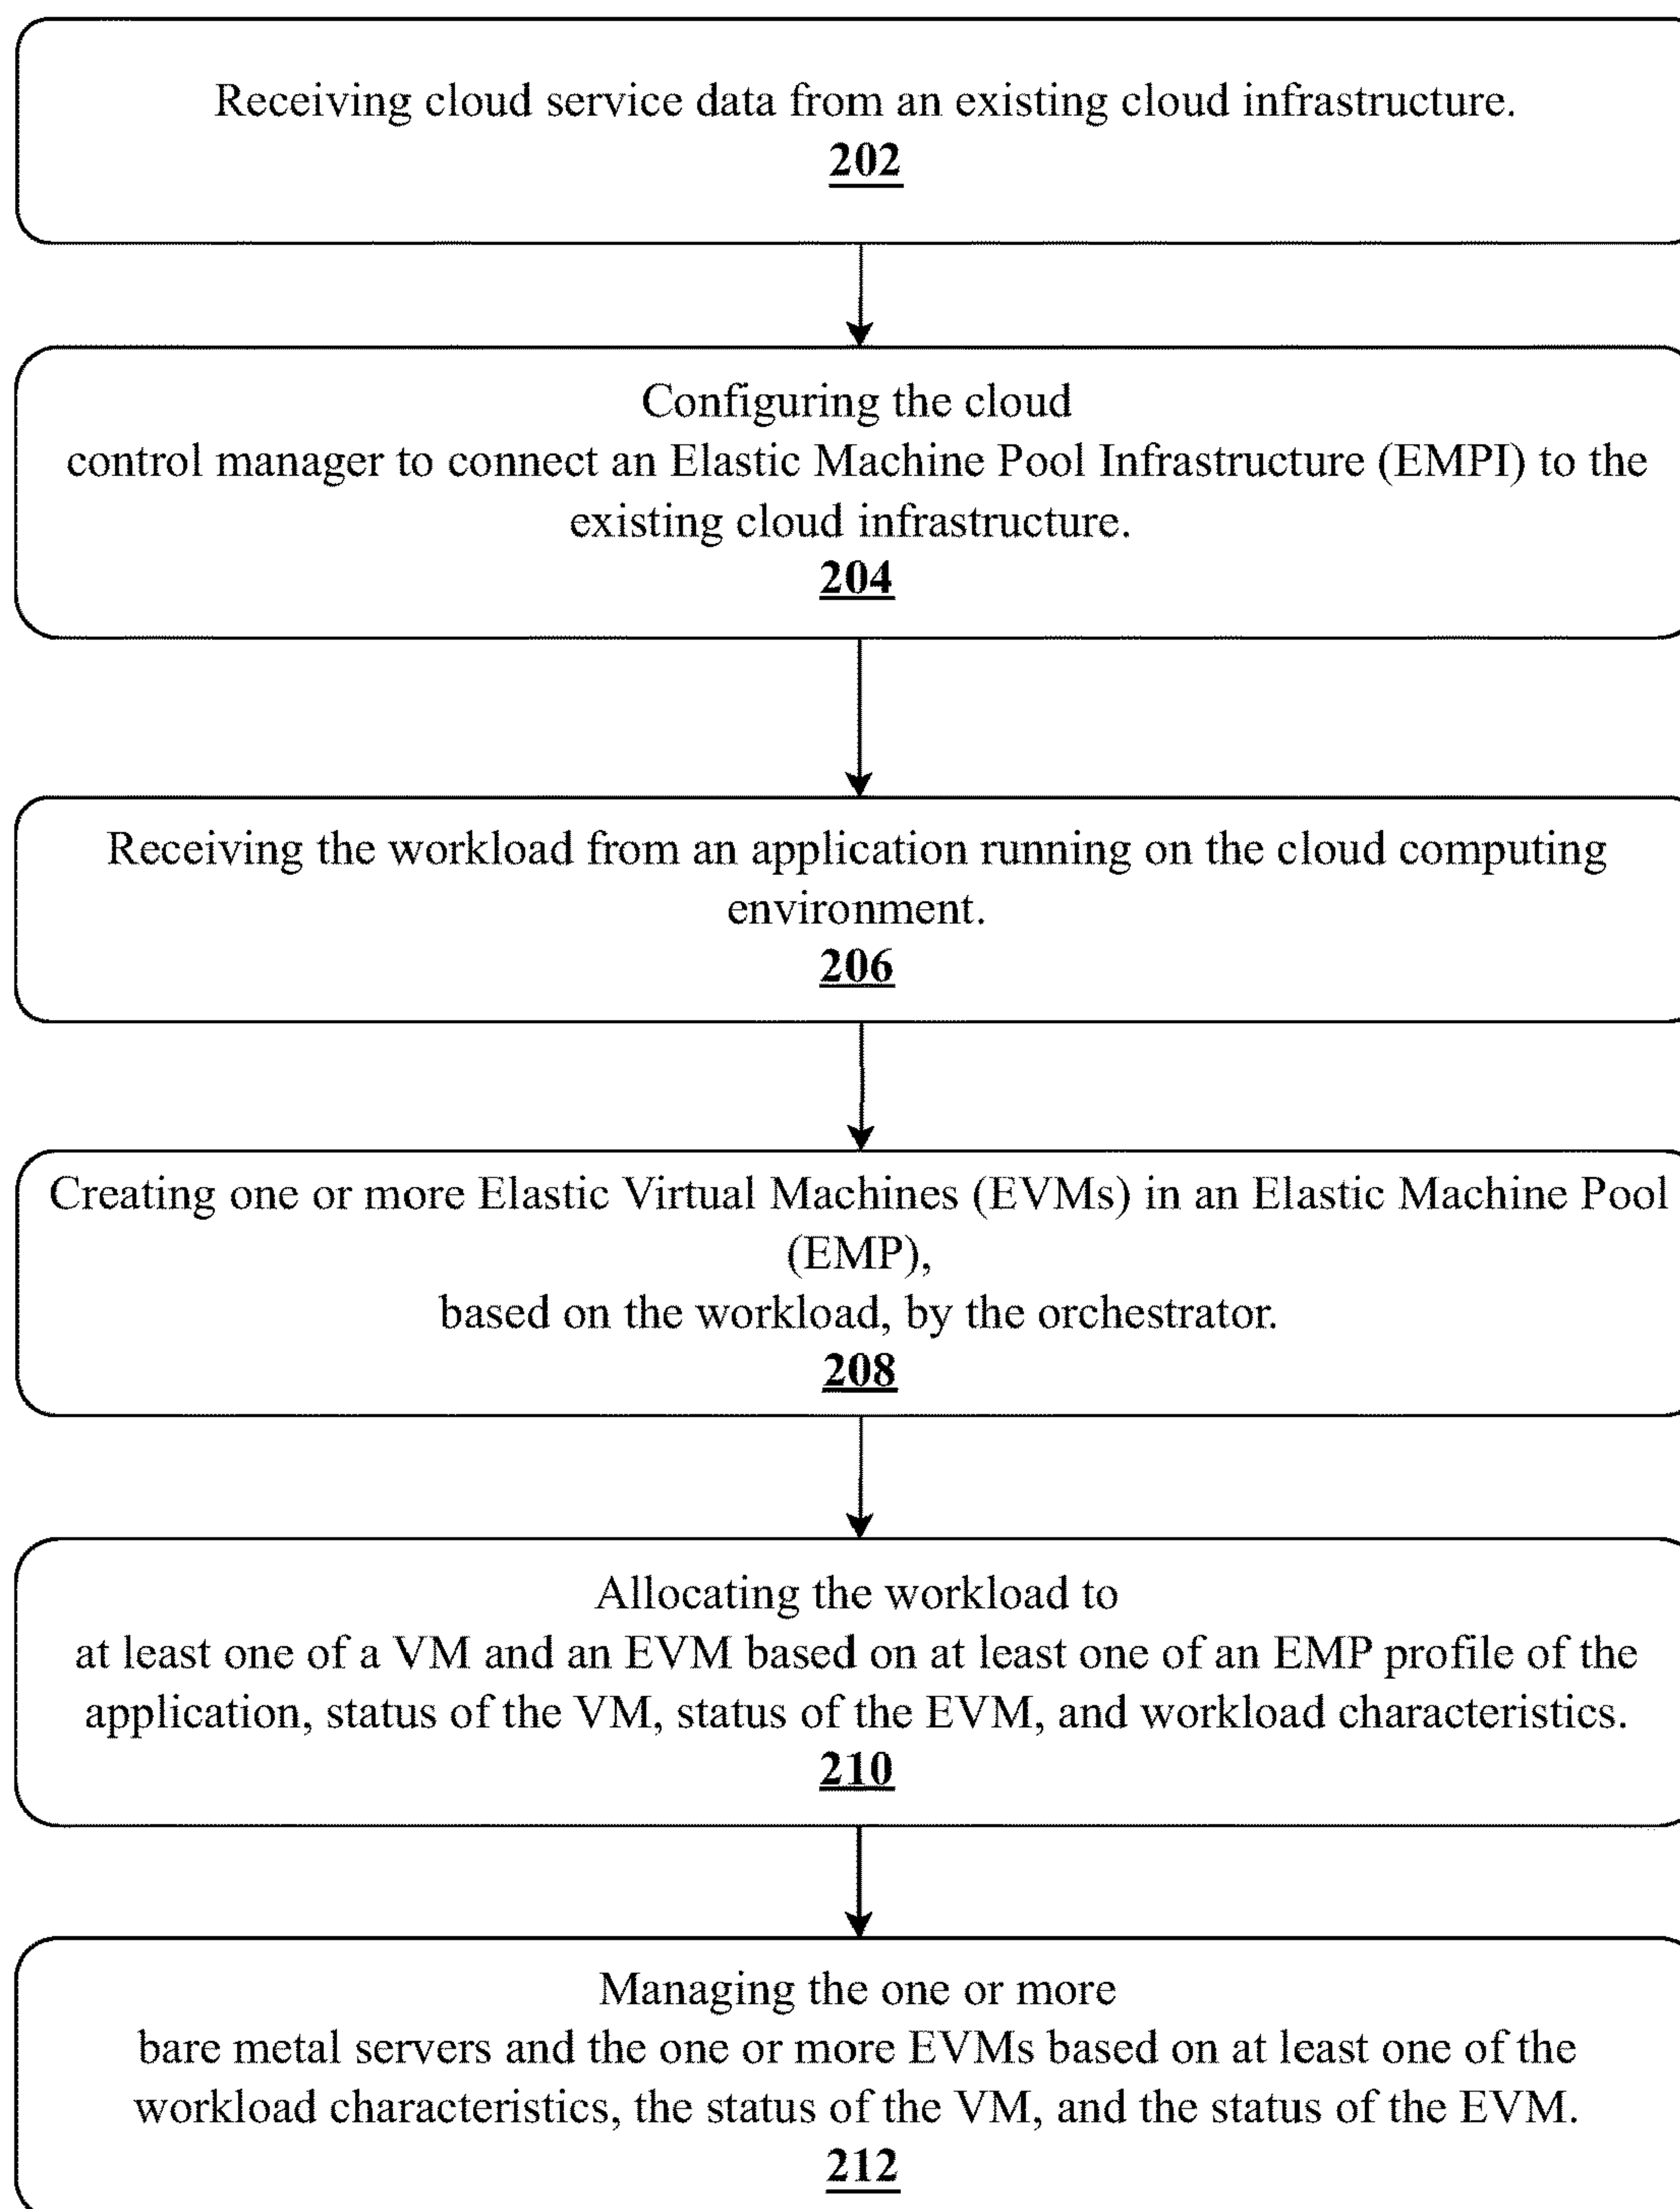 Receiving cloud service data from an existing cloud infrastructure.
202
Configuring the cloud
control manager to connect an Elastic Machine Pool Infrastructure (EMPI) to the
existing cloud infrastructure.
204
Receiving the workload from an application running on the cloud computing
environment.
206
Creating one or more Elastic Virtual Machines (EVMs) in an Elastic Machine Pool
(EMP),
based on the workload, by the orchestrator.
208
Allocating the workload to
at least one of a VM and an EVM based on at least one of an EMP profile of the
application, status of the VM, status of the EVM, and workload characteristics.
210
Managing the one or more
bare metal servers and the one or more EVMs based on at least one of the
workload characteristics, the status of the VM, and the status of the EVM.
212